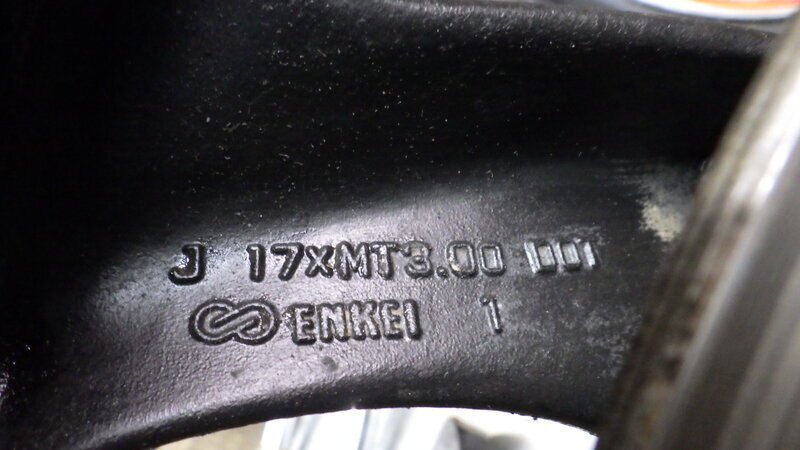 J 17xMT3.00 DOT
ENKEI 1